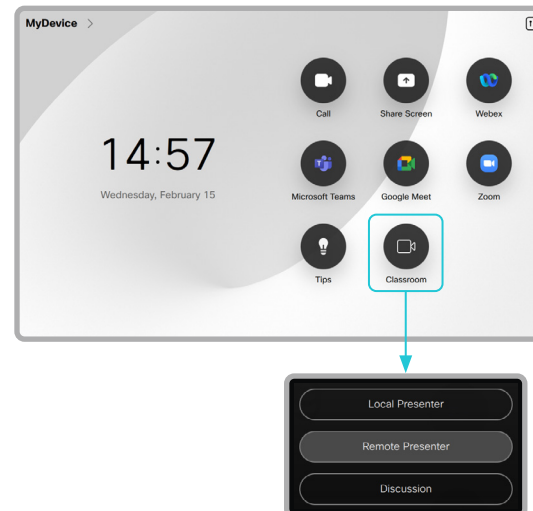 MyDevice >
Call
Share Screen
Webex
14:57
Wednesday, February 15
Microsoft Teams
Google Meet
Zoom
Tips
Classroom
Local Presenter
Remote Presenter
Discussion